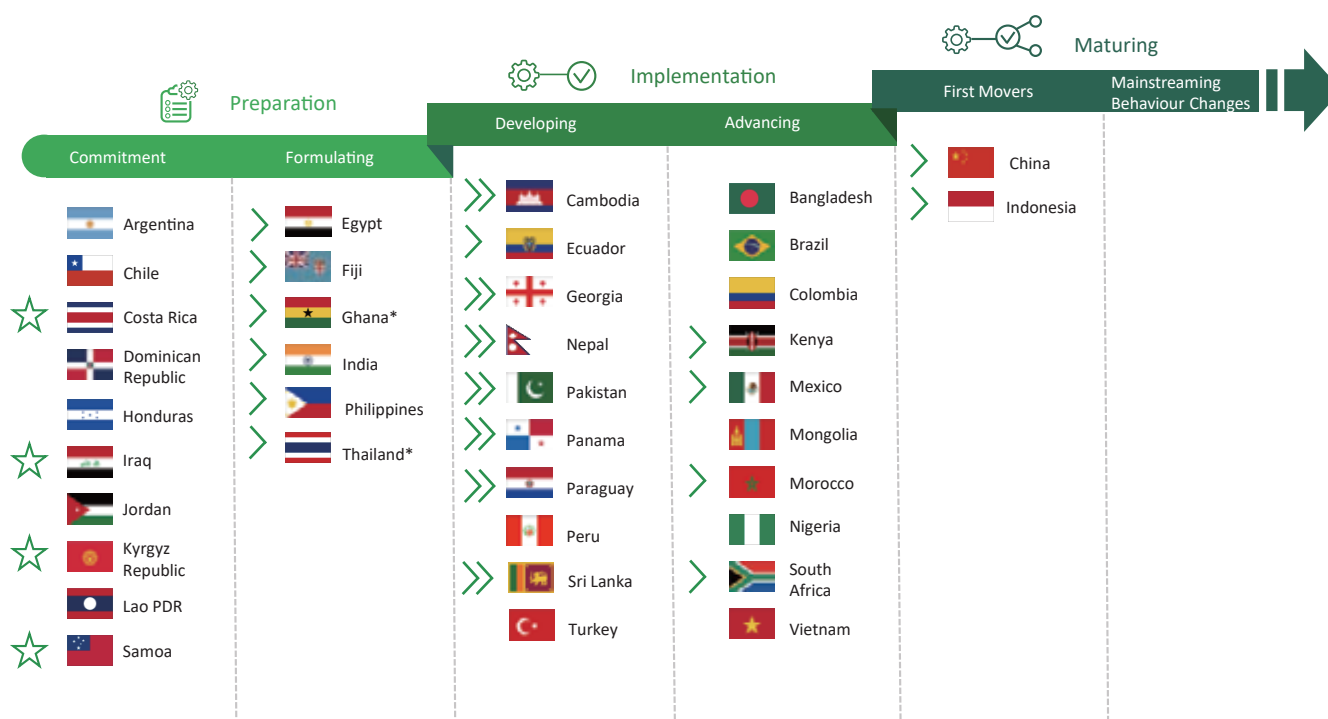 Preparation
Implementation
Maturing
Commitment
Formulating
Developing
Advancing
First Movers
Mainstreaming
Behaviour Changes
Argentina
Chile
Costa Rica
Dominican
Republic
Honduras
Iraq
Jordan
Kyrgyz
Republic
Lao PDR
Samoa
Egypt
Fiji
Ghana*
India
Philippines
Thailand*
Cambodia
Ecuador
Georgia
Nepal
Pakistan
Panama
Paraguay
Peru
Sri Lanka
Turkey
Bangladesh
Brazil
Colombia
Kenya
Mexico
Mongolia
Morocco
Nigeria
South
Africa
Vietnam
China
Indonesia